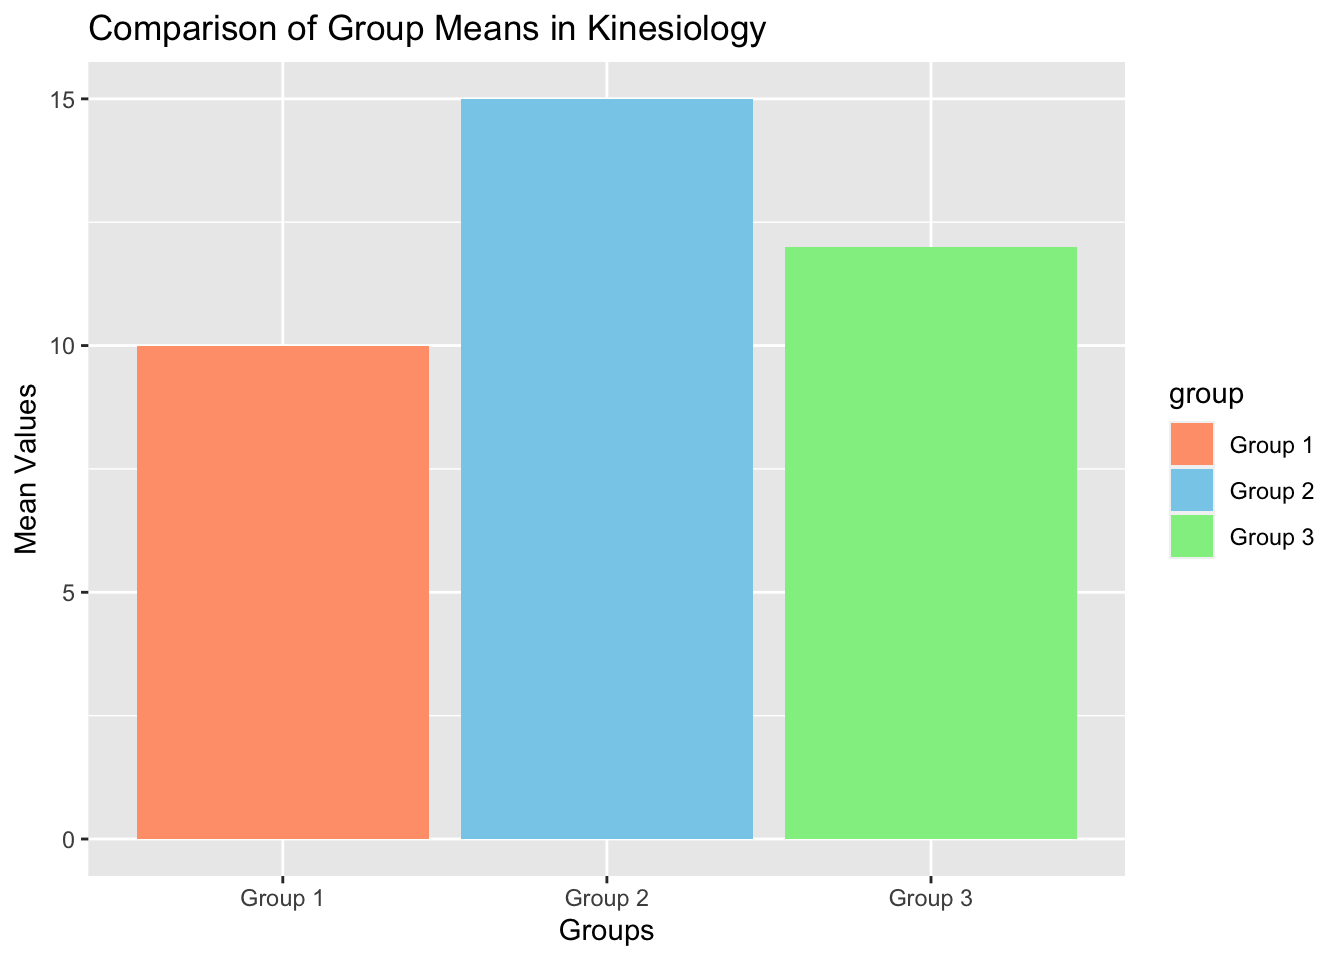 Comparison of Group Means in Kinesiology
15
10
5
0
Mean Values
Group 1
Group 2
Group 3
Groups
group
Group 1
Group 2
Group 3